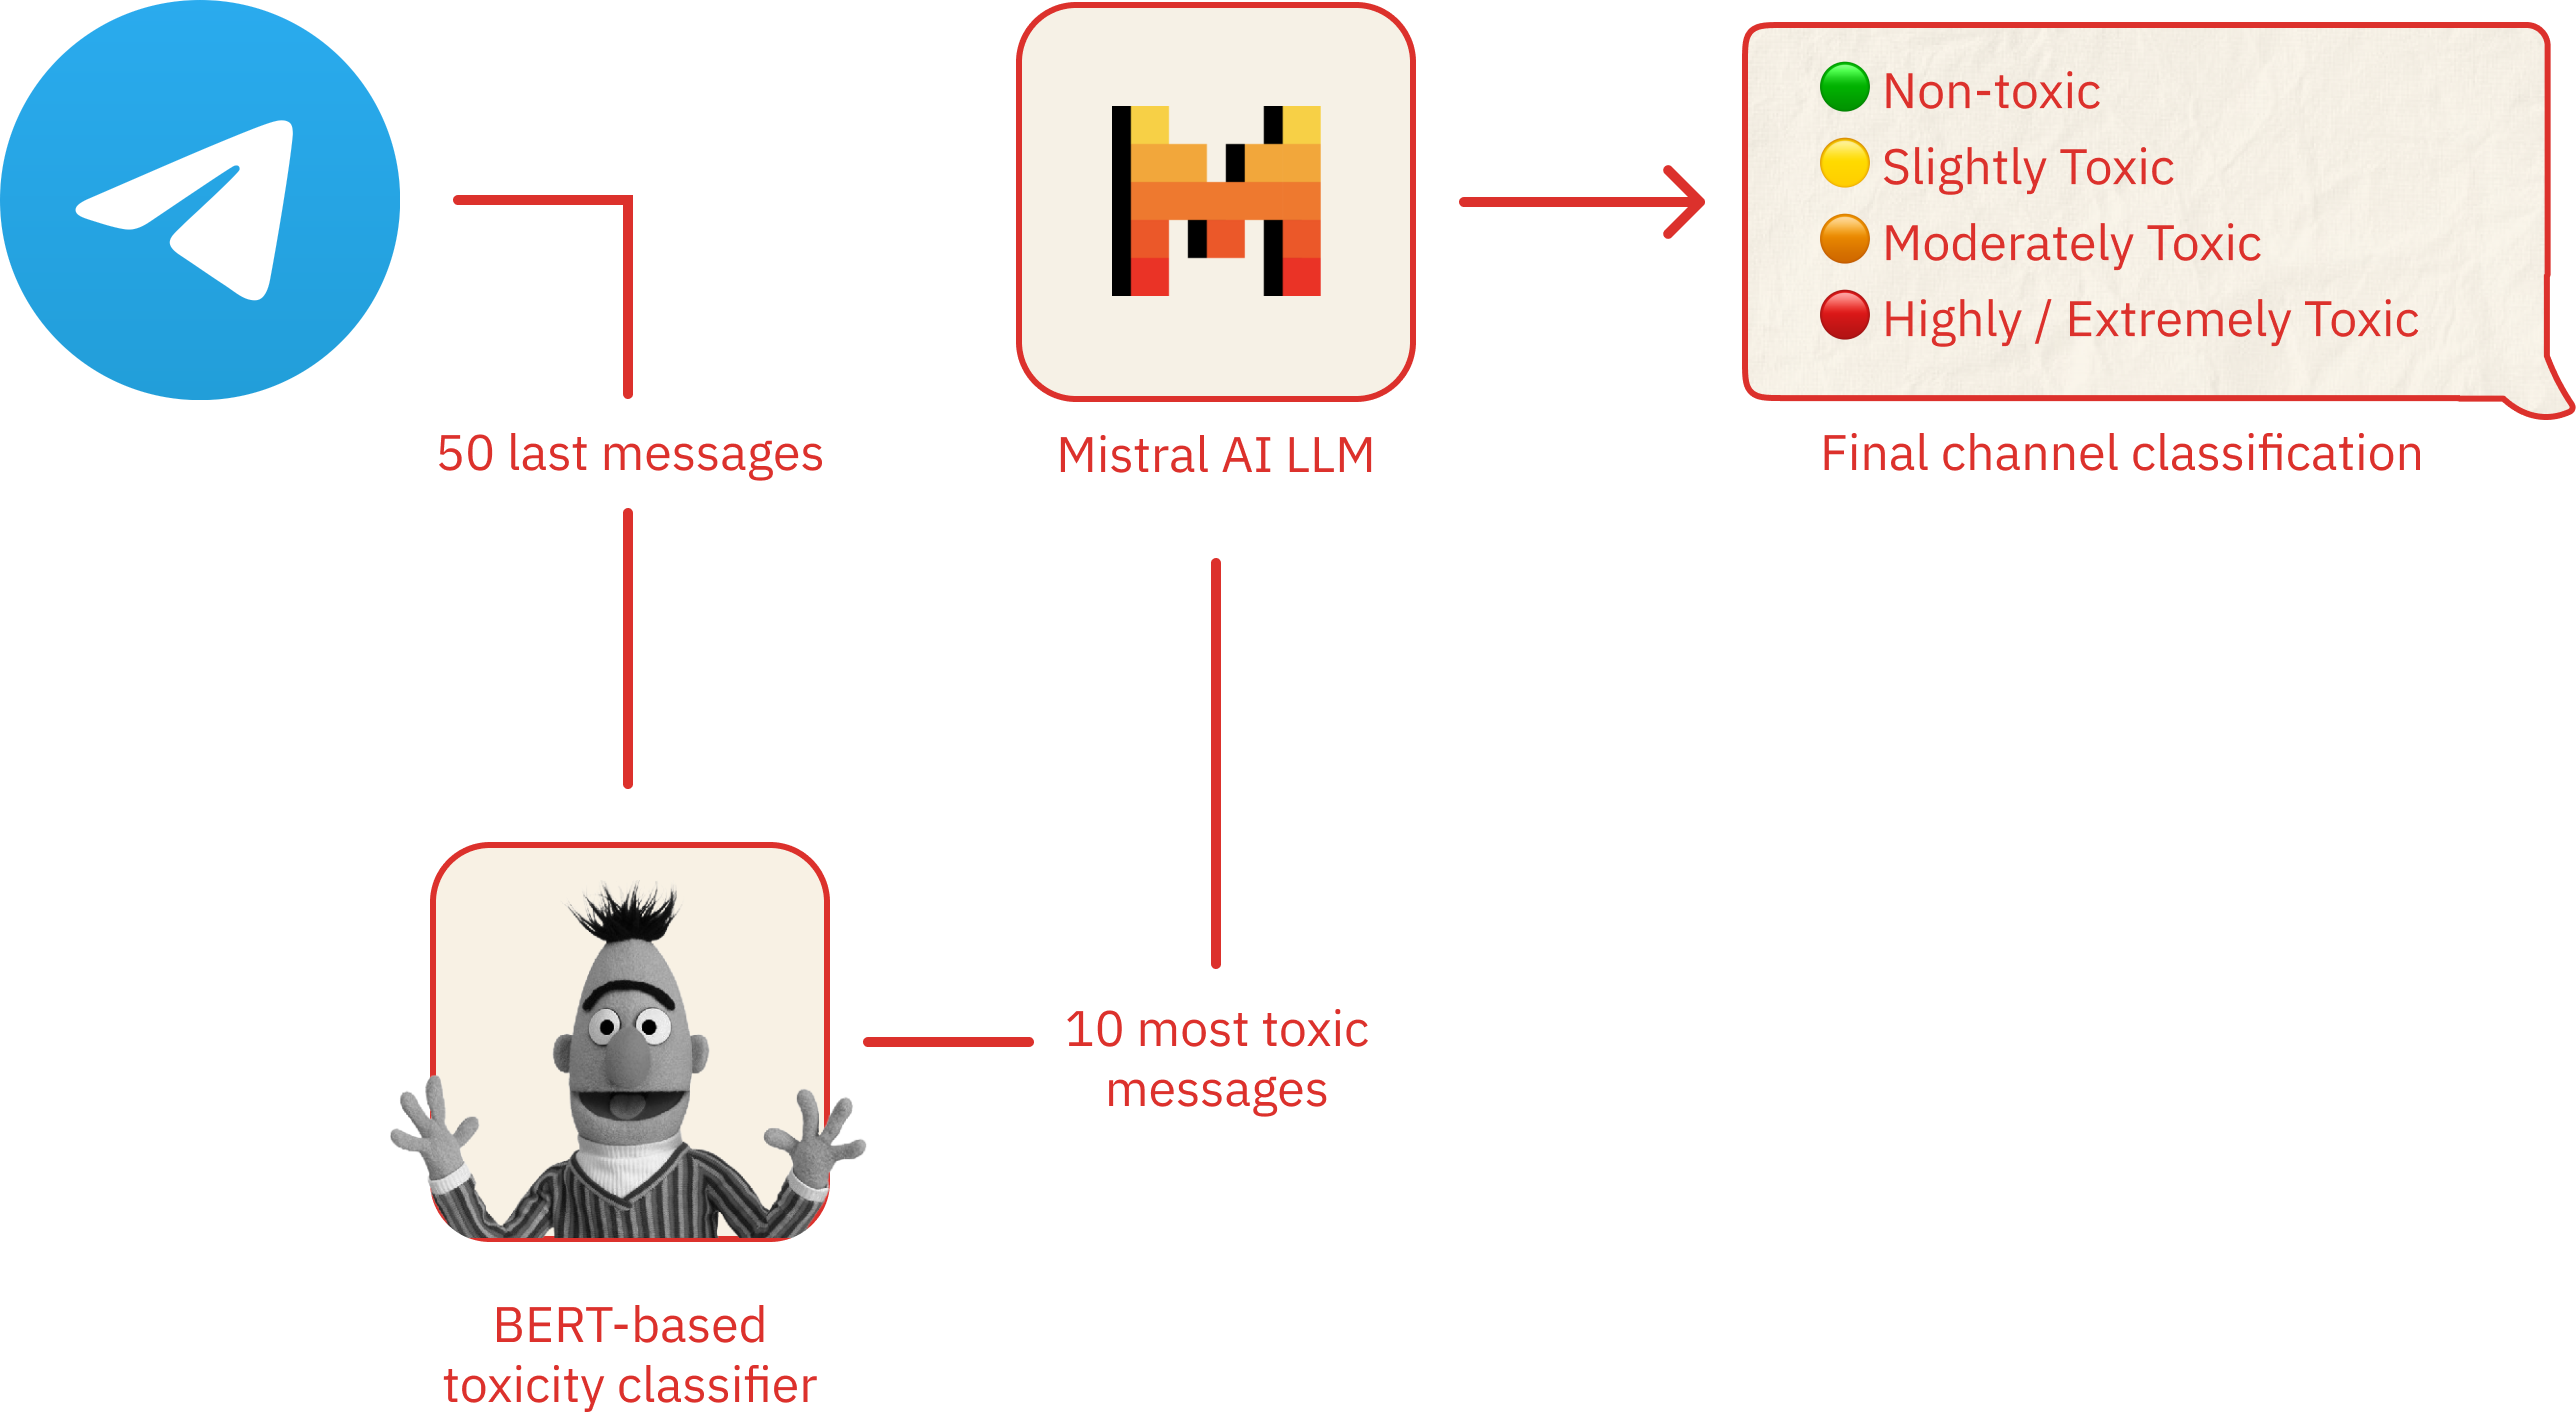 50 last messages
BERT-based
toxicity classifier
10 most toxic
messages
Mistral AI LLM
Non-toxic
Slightly Toxic
Moderately Toxic
Highly / Extremely Toxic
Final channel classification